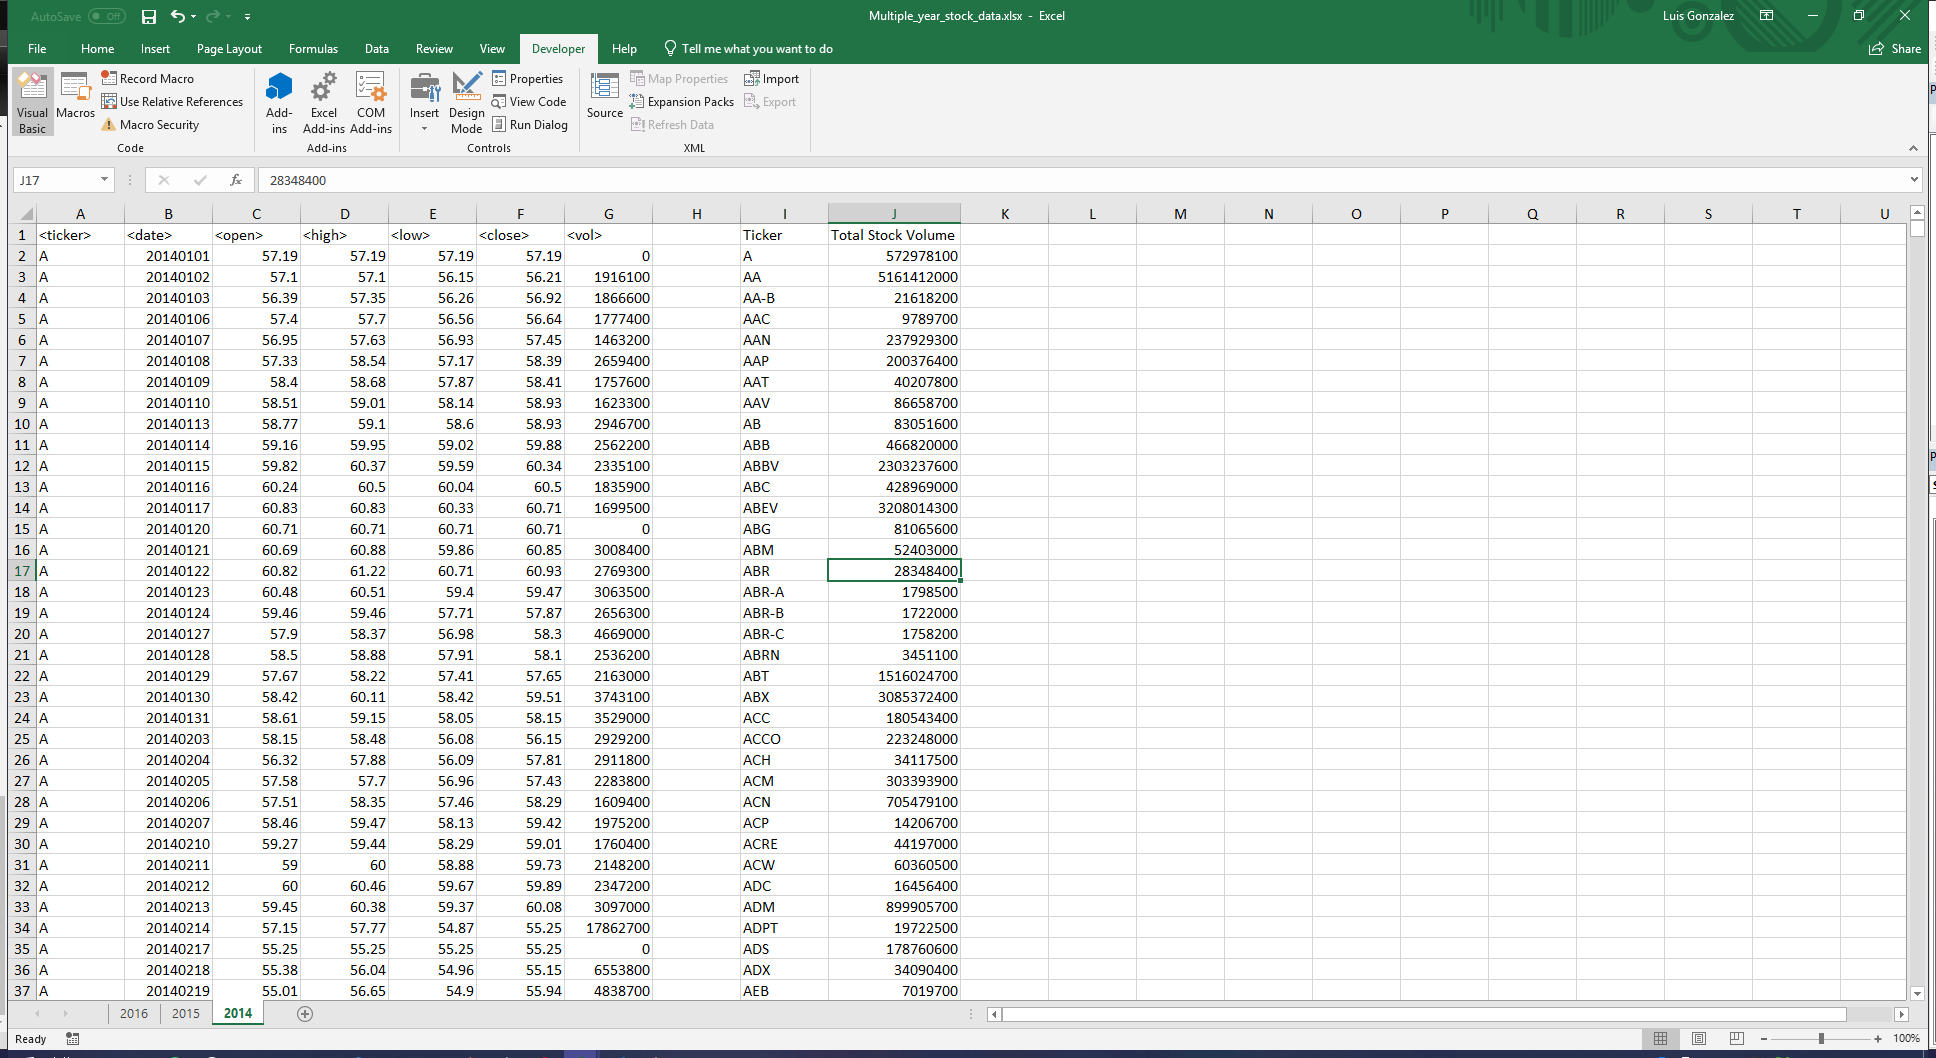 AutoSave Off Multiple_year_stock_data.xlsx - Excel Luis Gonzalez
File Home Insert Page Layout Formulas Data Review View Developer Help Tell me what you want to do Share
Visual Basic
Macros
Record Macro
Use Relative References
Macro Security
Code
Add-ins
Excel Add-ins
COM Add-ins
Add-ins
Insert
Design Mode
Properties
View Code
Run Dialog
Controls
Source
Map Properties
Expansion Packs
Refresh Data
Import
Export
XML
J17 fx 28348400
A B C D E F G H I J K L M N O P Q R S T U
1 <ticker> <date> <open> <high> <low> <close> <vol> Ticker Total Stock Volume
2 A 20140101 57.19 57.19 57.19 57.19 0 A 572978100
3 A 20140102 57.1 57.1 56.15 56.21 1916100 AA 5161412000
4 A 20140103 56.39 57.35 56.26 56.92 1866600 AA-B 21618200
5 A 20140106 57.4 57.7 56.56 56.64 1777400 AAC 9789700
6 A 20140107 56.95 57.63 56.93 57.45 1463200 AAN 237929300
7 A 20140108 57.33 58.54 57.17 58.39 2659400 AAP 200376400
8 A 20140109 58.4 58.68 57.87 58.41 1757600 AAT 40207800
9 A 20140110 58.51 59.01 58.14 58.93 1623300 AAV 86658700
10 A 20140113 58.77 59.1 58.6 58.93 2946700 AB 83051600
11 A 20140114 59.16 59.95 59.02 59.88 2562200 ABB 466820000
12 A 20140115 59.82 60.37 59.59 60.34 2335100 ABBV 2303237600
13 A 20140116 60.24 60.5 60.04 60.5 1835900 ABC 428969000
14 A 20140117 60.83 60.83 60.33 60.71 1699500 ABEV 3208014300
15 A 20140120 60.71 60.71 60.71 60.71 0 ABG 81065600
16 A 20140121 60.69 60.88 59.86 60.85 3008400 ABM 52403000
17 A 20140122 60.82 61.22 60.71 60.93 2769300 ABR 28348400
18 A 20140123 60.48 60.51 59.4 59.47 3063500 ABR-A 1798500
19 A 20140124 59.46 59.46 57.71 57.87 2656300 ABR-B 1722000
20 A 20140127 57.9 58.37 56.98 58.3 4669000 ABR-C 1758200
21 A 20140128 58.5 58.88 57.91 58.1 2536200 ABRN 3451100
22 A 20140129 57.67 58.22 57.41 57.65 2163000 ABT 1516024700
23 A 20140130 58.42 60.11 58.42 59.51 3743100 ABX 3085372400
24 A 20140131 58.61 59.15 58.05 58.15 3529000 ACC 180543400
25 A 20140203 58.15 58.48 56.08 56.15 2929200 ACCO 223248000
26 A 20140204 56.32 57.88 56.09 57.81 2911800 ACH 34117500
27 A 20140205 57.58 57.7 56.96 57.43 2283800 ACM 303393900
28 A 20140206 57.51 58.35 57.46 58.29 1609400 ACN 705479100
29 A 20140207 58.46 59.47 58.13 59.42 1975200 ACP 14206700
30 A 20140210 59.27 59.44 58.29 59.01 1760400 ACRE 44197000
31 A 20140211 59 60 58.88 59.73 2148200 ACW 60360500
32 A 20140212 60 60.46 59.67 59.89 2347200 ADC 16456400
33 A 20140213 59.45 60.38 59.37 60.08 3097000 ADM 899905700
34 A 20140214 57.15 57.77 54.87 55.25 17862700 ADPT 19722500
35 A 20140217 55.25 55.25 55.25 55.25 0 ADS 178760600
36 A 20140218 55.38 56.04 54.96 55.15 6553800 ADX 34090400
37 A 20140219 55.01 56.65 54.9 55.94 4838700 AEB 7019700
2016 2015 2014
Ready 100%